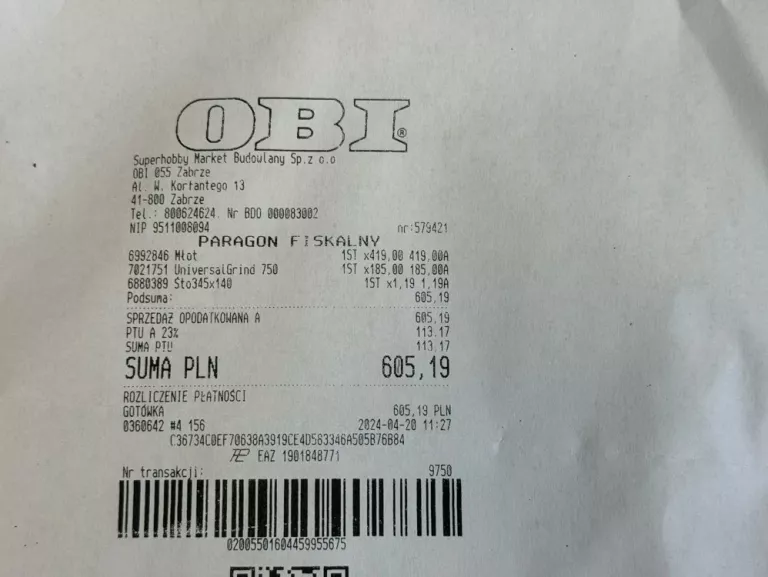 OBI®
Superhobby Market Budowlany Sp.z o.o
OBI 055 Zabrze
Al. W. Korfantego 13
41-800 Zabrze
Tel.: 800624624. Nr BDO 000083002
NIP 9511008094 nr:579421
PARAGON FISKALNY
6992846 Młot 1ST x419,00 419,00A
7021751 UniversalGrind 750 1ST x185,00 185,00A
6880389 Sto345x140 1ST x1,19 1,19A
Podsuma: 605,19
SPRZEDAŻ OPODATKOWANA A 605,19
PTU A 23% 113,17
SUMA PTU 113,17
SUMA PLN 605,19
ROZLICZENIE PŁATNOŚCI
GOTÓWKA 605,19 PLN
0360642 #4 156 2024-04-20 11:27
C36734C0EF70638A3919CE4D563346A505B76B84
EAZ 1901848771
Nr transakcji: 9750
02005501604459955675